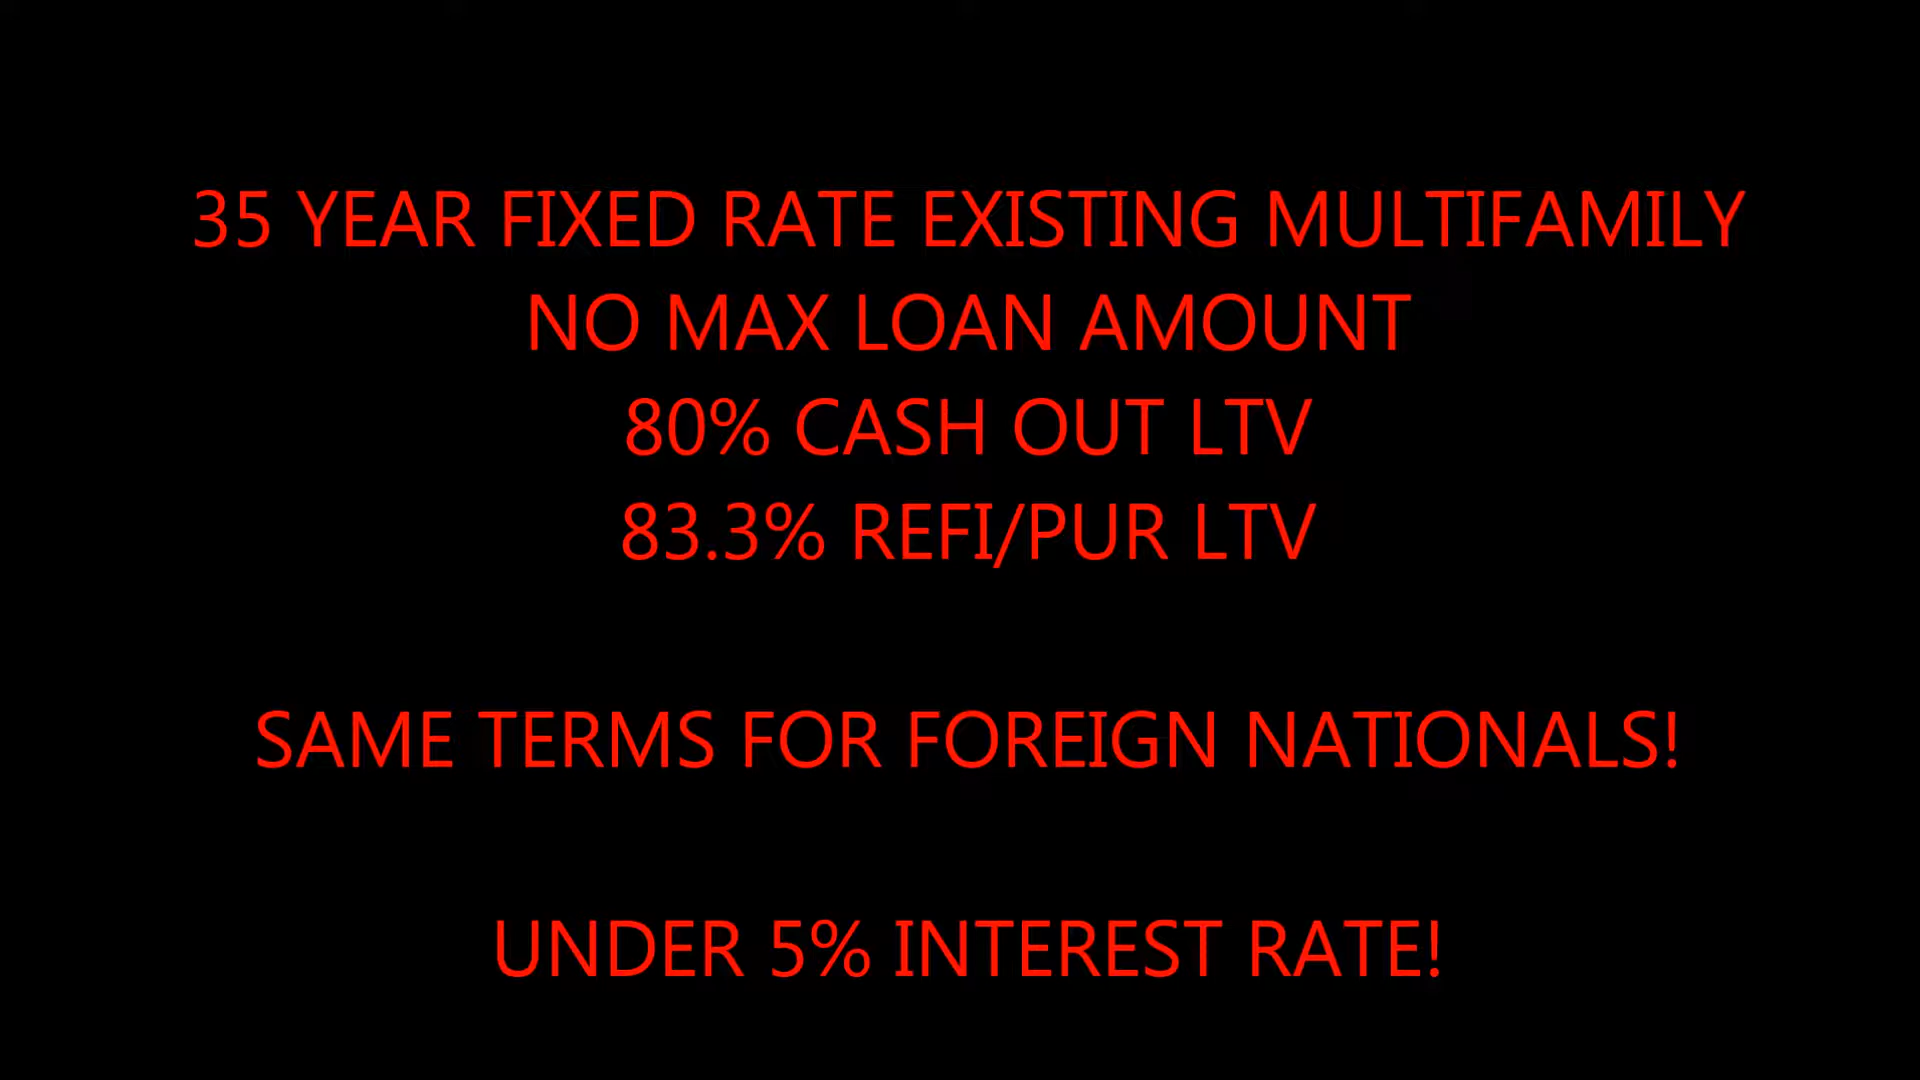 35 YEAR FIXED RATE EXISTING MULTIFAMILY
NO MAX LOAN AMOUNT
80% CASH OUT LTV
83.3% REFI/PUR LTV
SAME TERMS FOR FOREIGN NATIONALS!
UNDER 5% INTEREST RATE!